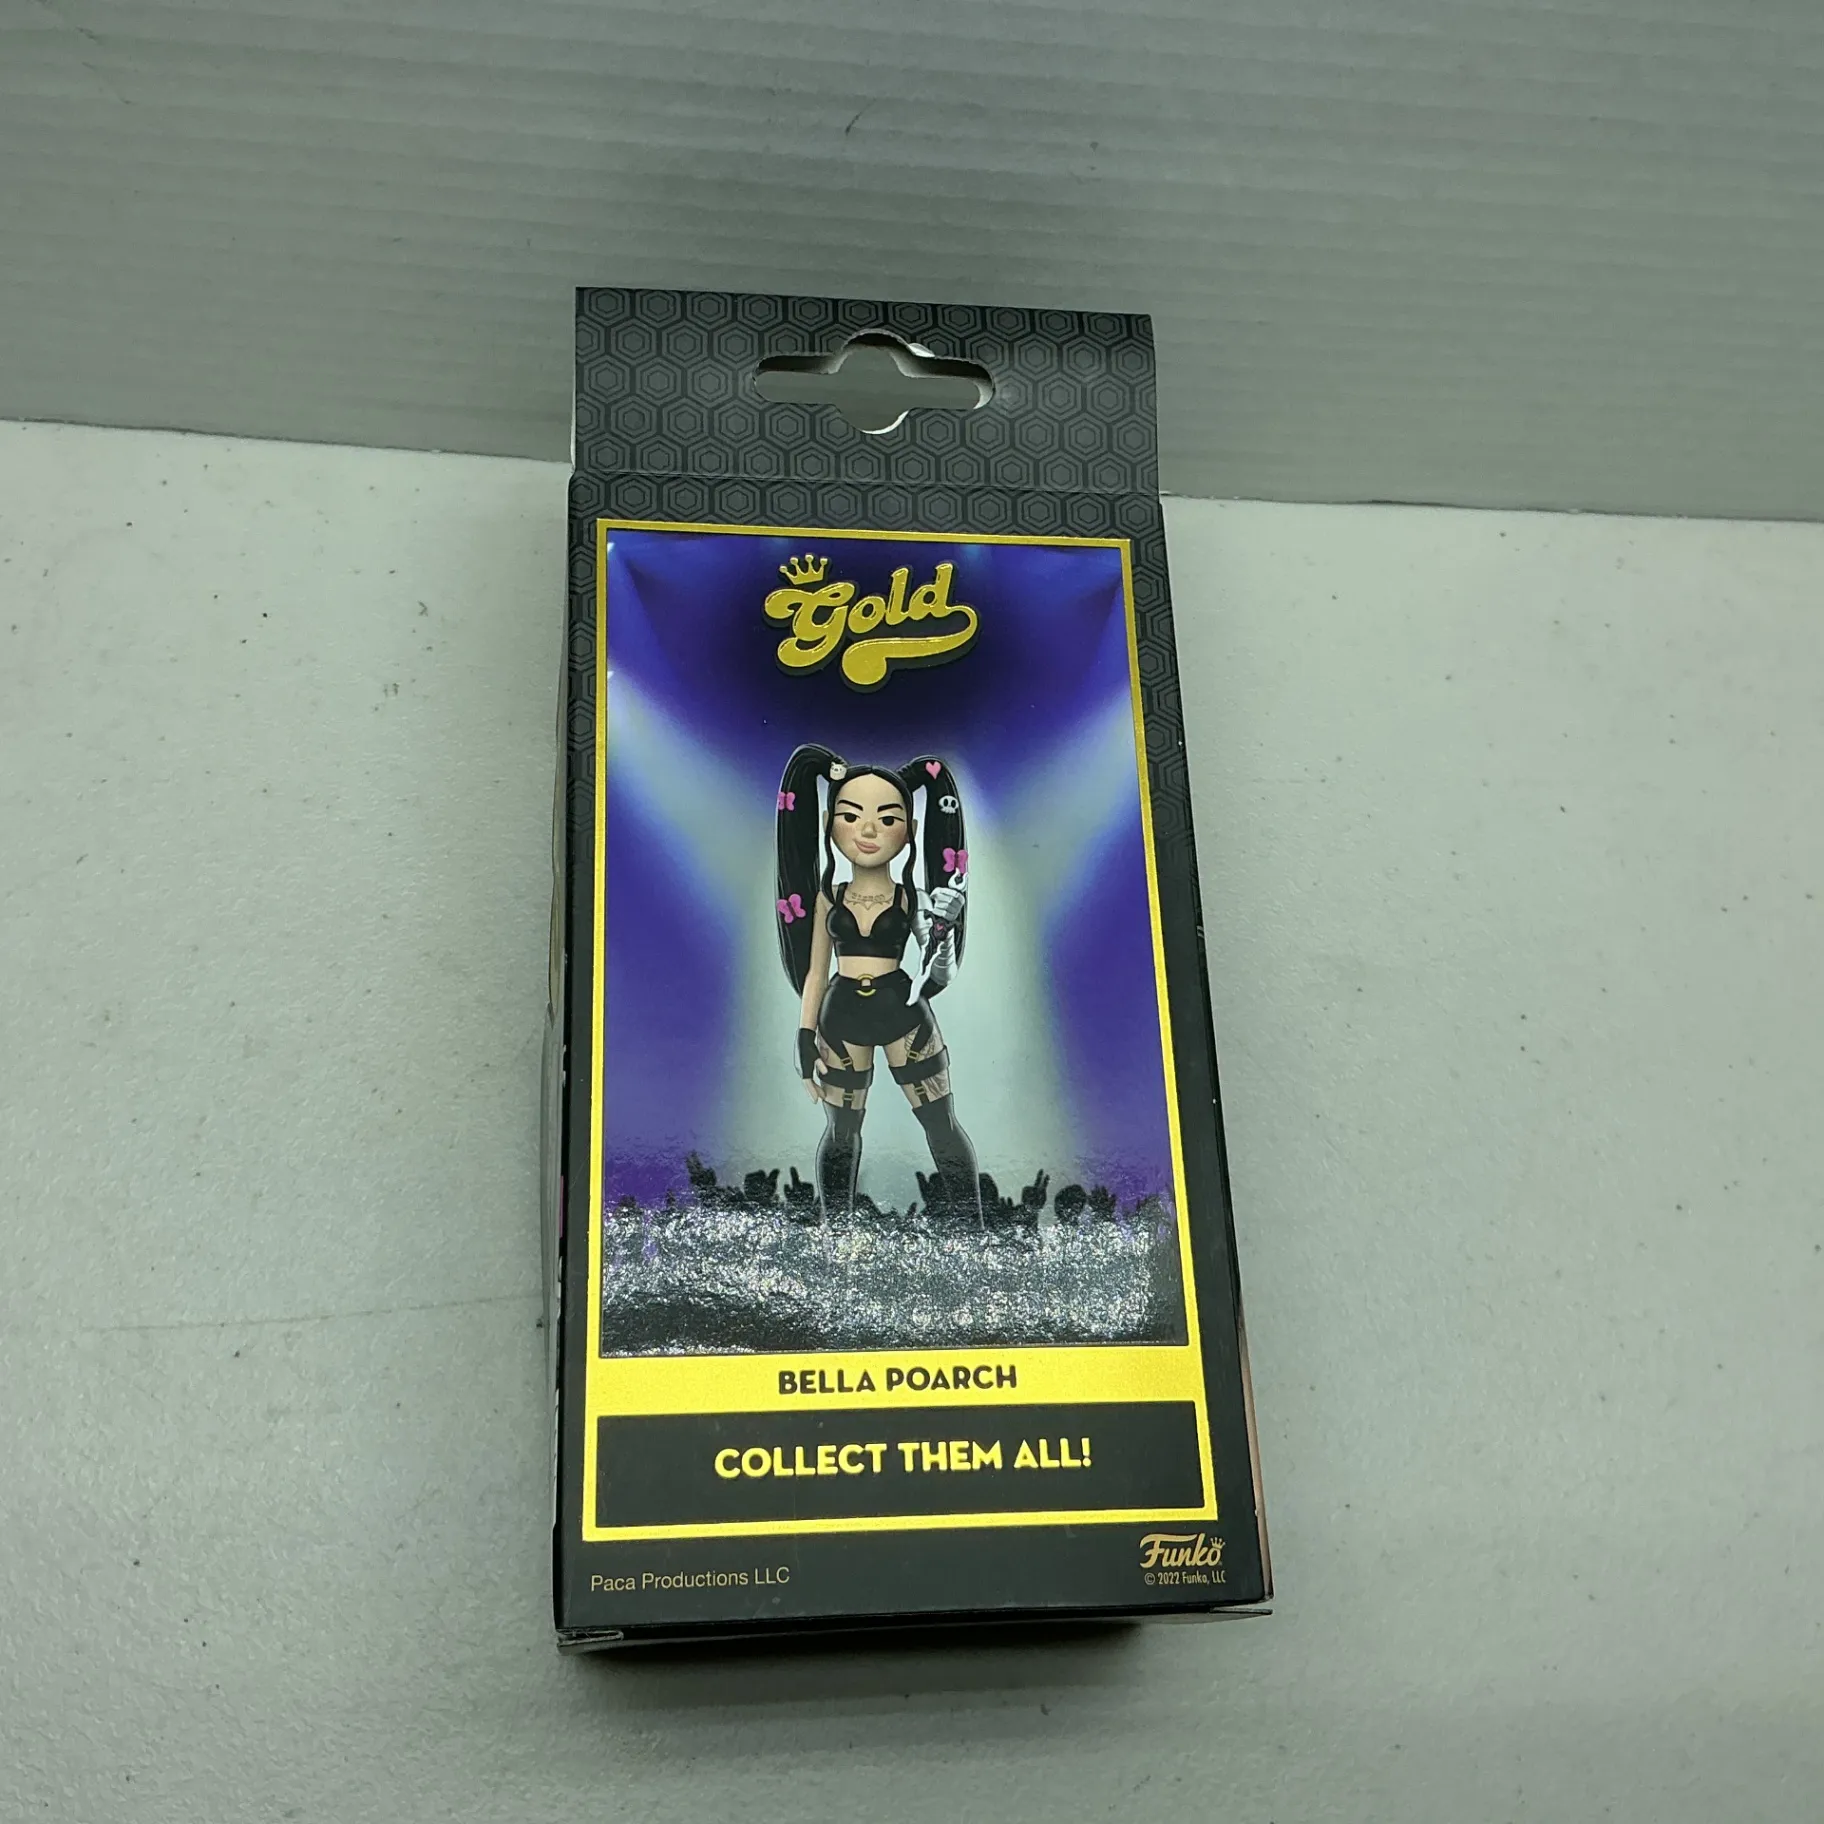 Gold
BELLA POARCH
COLLECT THEM ALL!
Paca Productions LLC
Funko
© 2022 Funko, LLC